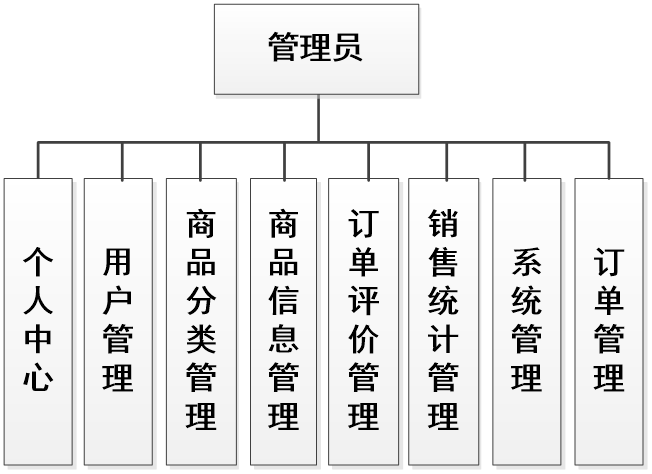 管理员
个人中心
用户管理
商品分类管理
商品信息管理
订单评价管理
销售统计管理
系统管理
订单管理